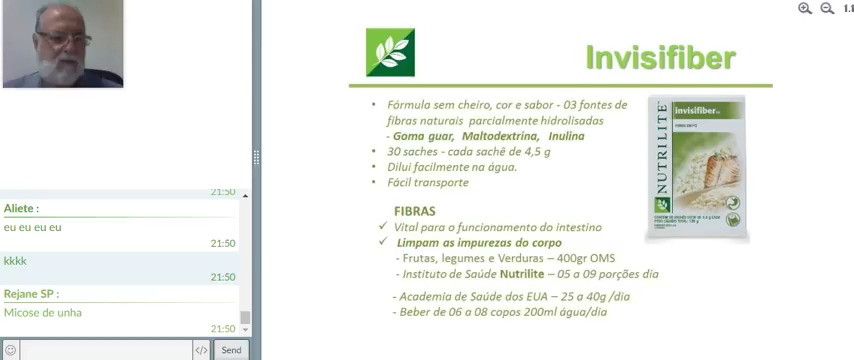 1.1
Invisifiber
Fármula sem cheiro, cor e sabor - 03 fontes de
fibras naturais parcialmente hidrolisadas
- Goma guar, Maltodextrina, Inulina
30 saches - cada sachê de 4,5 g
Dilui facilmente na água.
Fácil transporte
FIBRAS
Vital para o funcionamento do intestino
Limpam as impurezas do corpo
- Frutas, legumes e Verduras – 400gr OMS
- Instituto de Saúde Nutrilite – 05 a 09 porções dia
- Academia de Saúde dos EUA – 25 a 40g /dia
- Beber de 06 a 08 copos 200ml água/dia
NUTRILITE
invisifiber
21:50
Aliete :
eu eu eu eu
21:50
kkkk
21:50
Rejane SP :
Micose de unha
21:50
</> Send